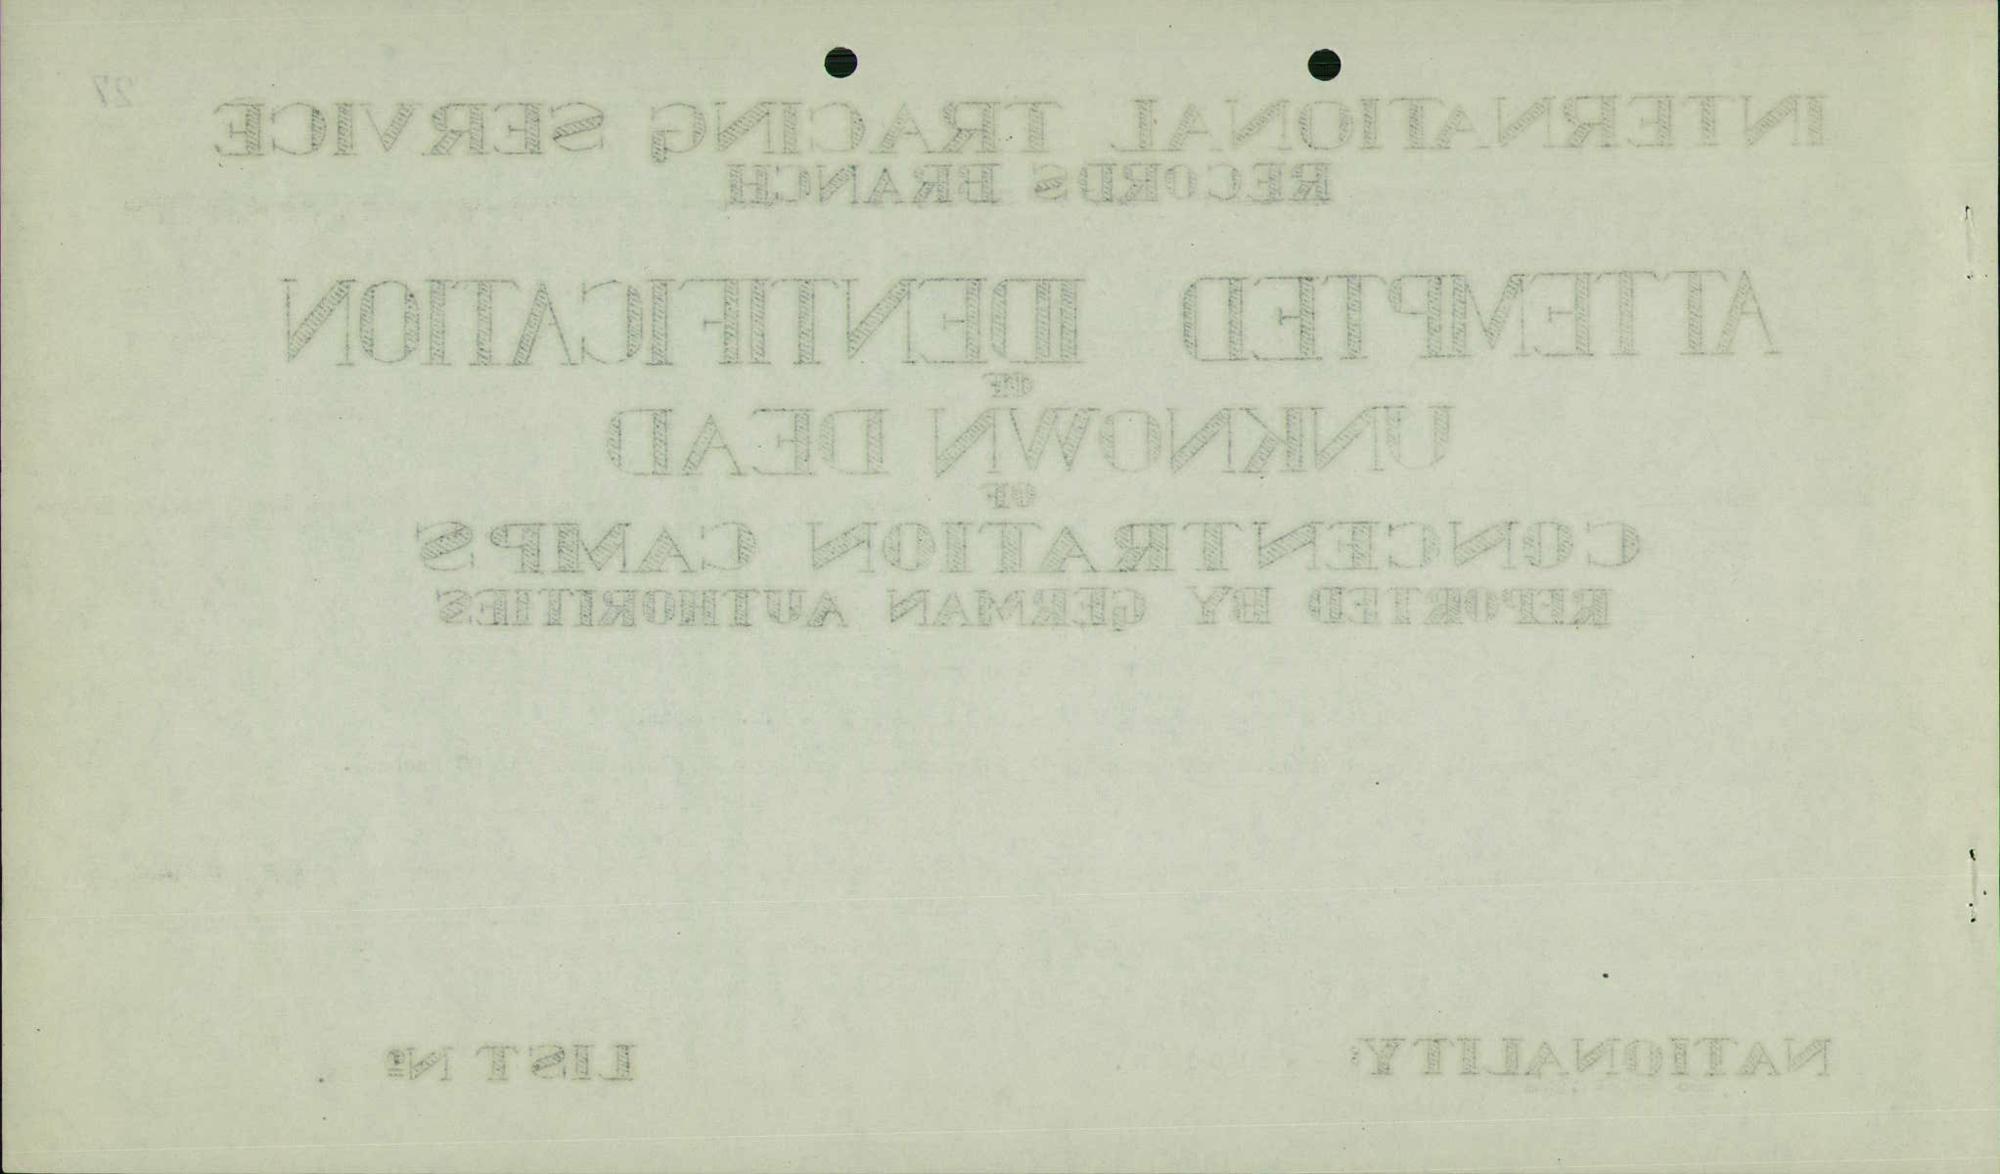 27
INTERNATIONAL TRACING SERVICE
RECORDS BRANCH
ATTEMPTED IDENTIFICATION
OF
UNKNOWN DEAD
OF
CONCENTRATION CAMPS
REPORTED BY GERMAN AUTHORITIES
NATIONALITY:
LIST Nº